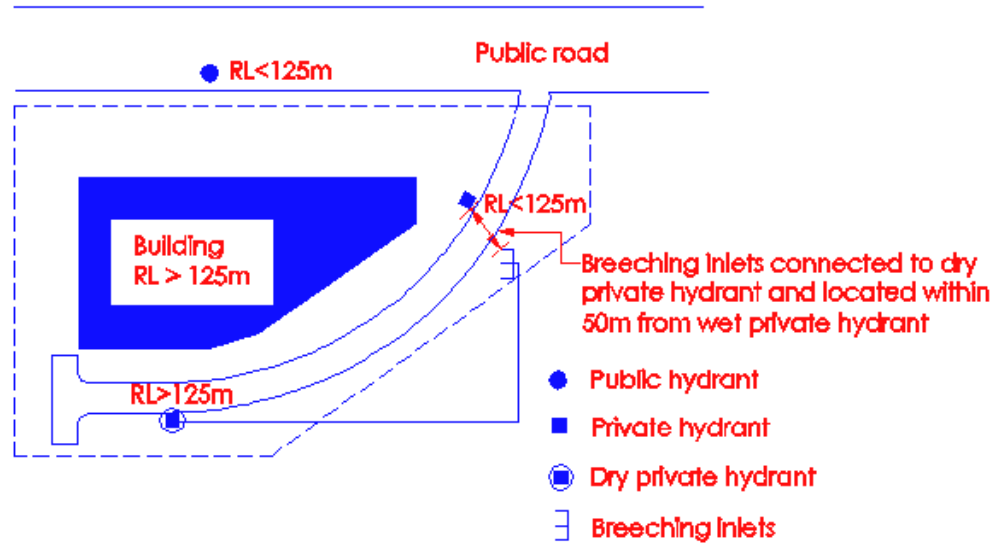 Public road
RL<125m
RL<125m
Building
RL > 125m
Breeching inlets connected to dry
private hydrant and located within
50m from wet private hydrant
RL>125m
Public hydrant
Private hydrant
Dry private hydrant
Breeching inlets